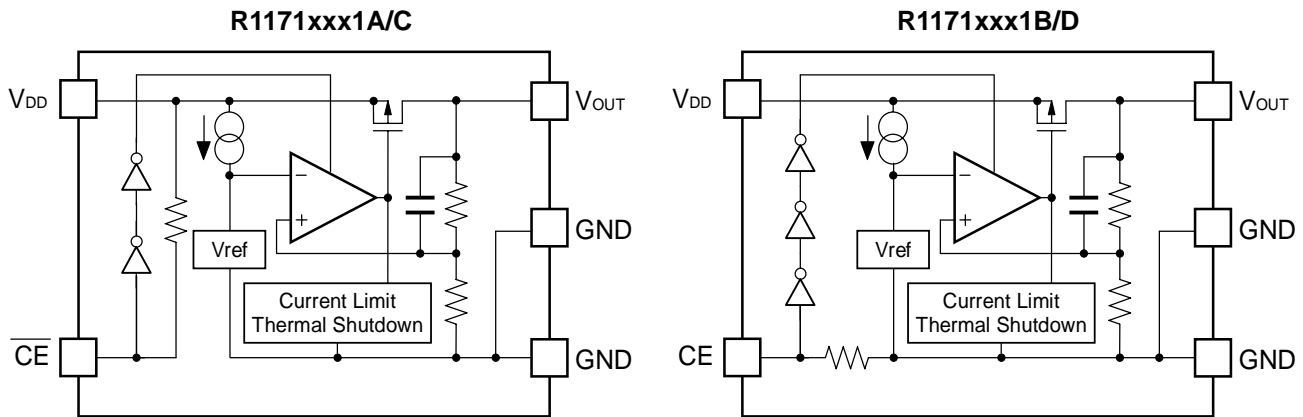 R1171xxx1A/C
VDD
VOUT
−
+
Vref
GND
Current Limit
Thermal Shutdown
CE
GND
R1171xxx1B/D
VDD
VOUT
−
+
Vref
GND
Current Limit
Thermal Shutdown
CE
GND